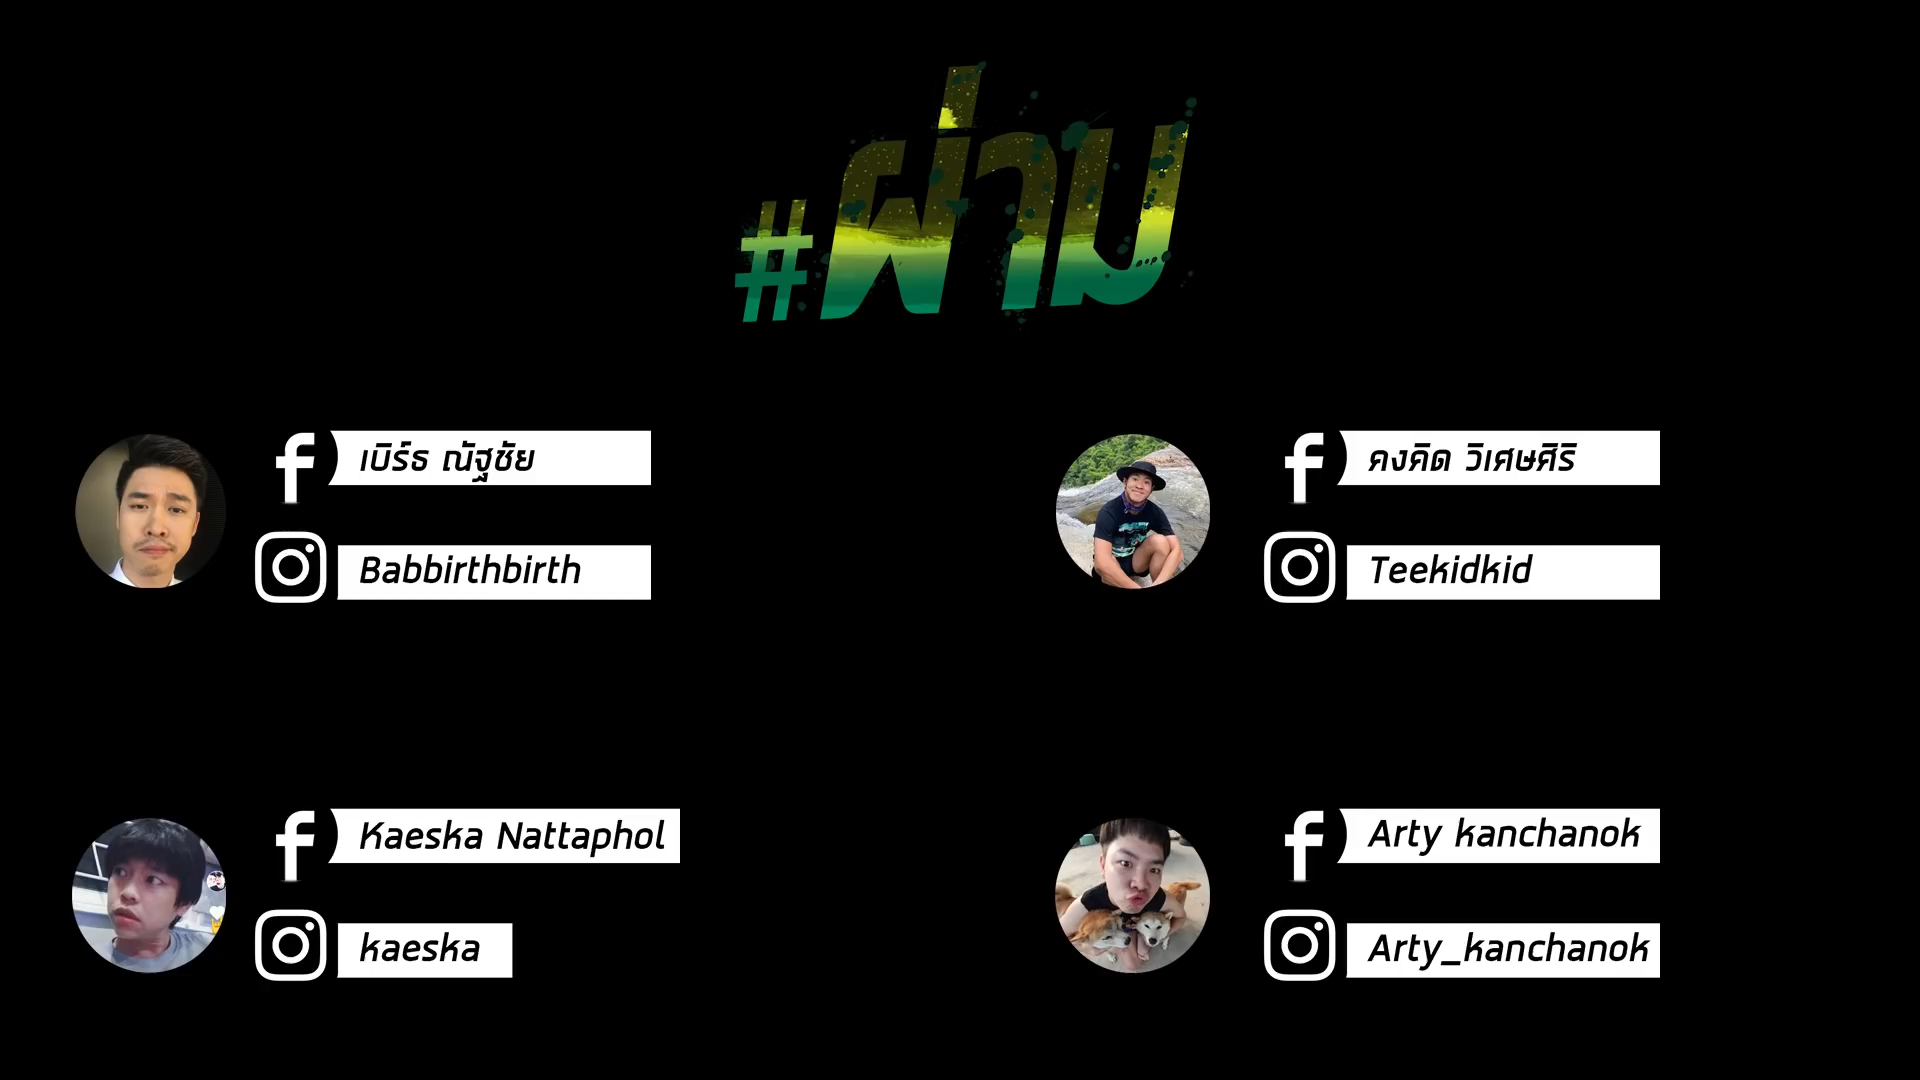 #ผ่าม
เบิร์ธ ณัฐชัย
Babbirthbirth
คงคิด วิเศษศิริ
Teekidkid
Kaeska Nattaphol
kaeska
Arty kanchanok
Arty_kanchanok